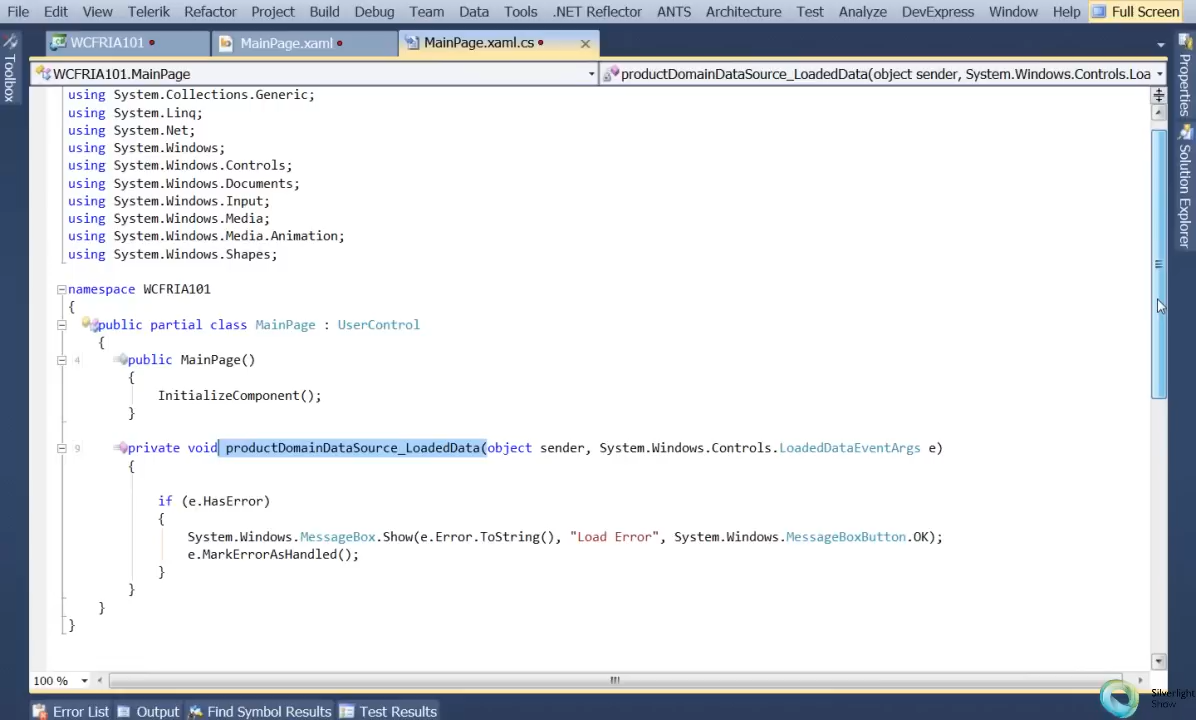 File Edit View Telerik Refactor Project Build Debug Team Data Tools .NET Reflector ANTS Architecture Test Analyze DevExpress Window Help Full Screen
WCFRIA101 MainPage.xaml MainPage.xaml.cs
Toolbox
Properties
Solution Explorer
WCFRIA101.MainPage productDomainDataSource_LoadedData(object sender, System.Windows.Controls.Loa
using System.Collections.Generic;
using System.Linq;
using System.Net;
using System.Windows;
using System.Windows.Controls;
using System.Windows.Documents;
using System.Windows.Input;
using System.Windows.Media;
using System.Windows.Media.Animation;
using System.Windows.Shapes;
namespace WCFRIA101
{
public partial class MainPage : UserControl
{
4 public MainPage()
{
InitializeComponent();
}
9 private void productDomainDataSource_LoadedData(object sender, System.Windows.Controls.LoadedDataEventArgs e)
{
if (e.HasError)
{
System.Windows.MessageBox.Show(e.Error.ToString(), "Load Error", System.Windows.MessageBoxButton.OK);
e.MarkErrorAsHandled();
}
}
}
}
100 %
Silverlight
Show
Error List Output Find Symbol Results Test Results